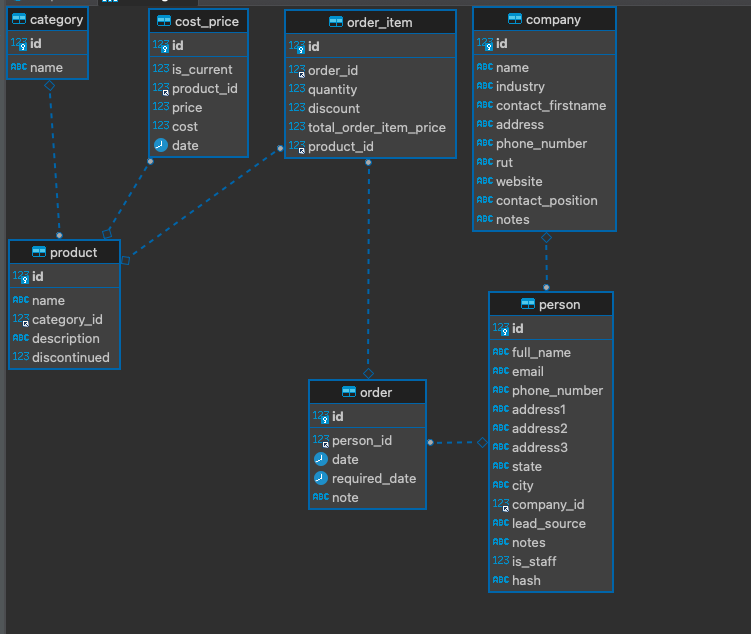 category
123 id
ABC name
cost_price
123 id
123 is_current
123 product_id
123 price
123 cost
date
order_item
123 id
123 order_id
123 quantity
123 discount
123 total_order_item_price
123 product_id
company
123 id
ABC name
ABC industry
ABC contact_firstname
ABC address
ABC phone_number
ABC rut
ABC website
ABC contact_position
ABC notes
product
123 id
ABC name
123 category_id
ABC description
123 discontinued
order
123 id
123 person_id
date
required_date
ABC note
person
123 id
ABC full_name
ABC email
ABC phone_number
ABC address1
ABC address2
ABC address3
ABC state
ABC city
123 company_id
ABC lead_source
ABC notes
123 is_staff
ABC hash